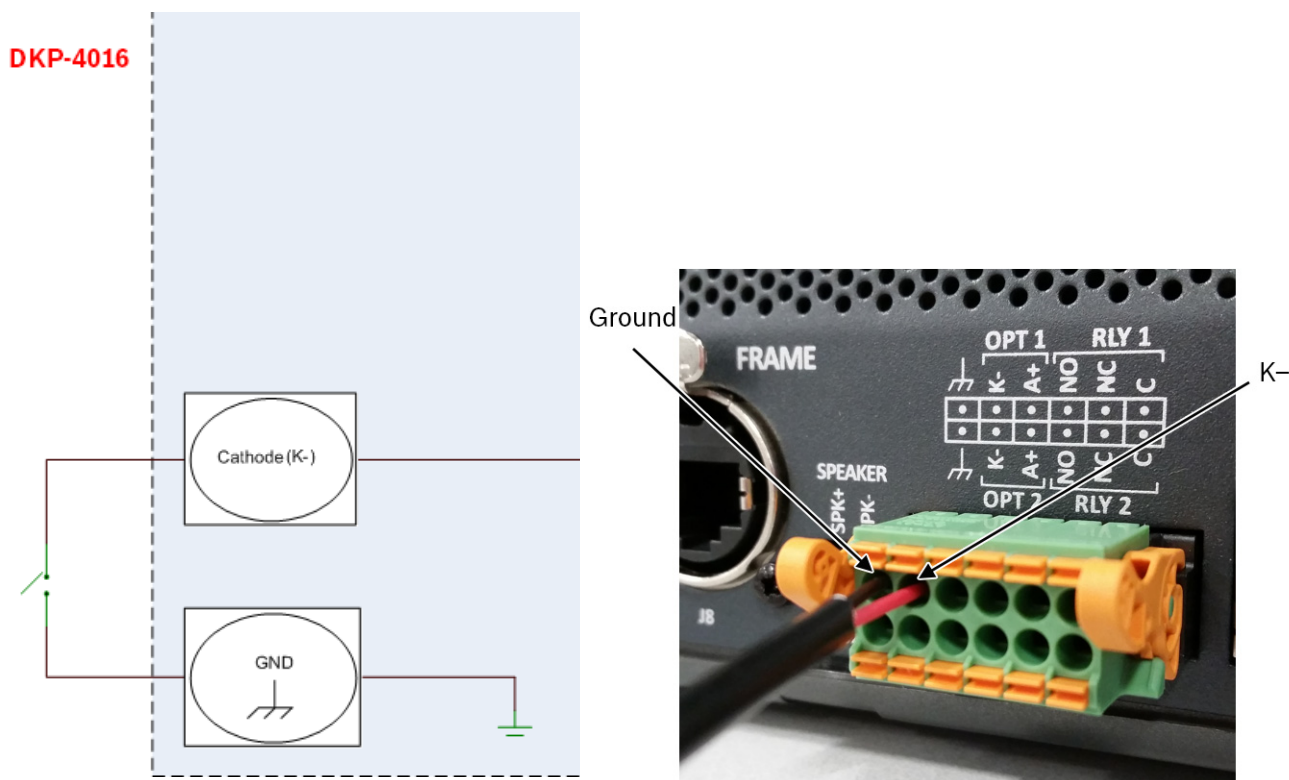 DKP-4016
Cathode(K-)
GND
Ground
K–
FRAME
OPT 1
RLY 1
K-
A+
NO
NC
C
K-
A+
NO
NC
C
OPT 2
RLY 2
SPEAKER
SPK+
PK-
J8